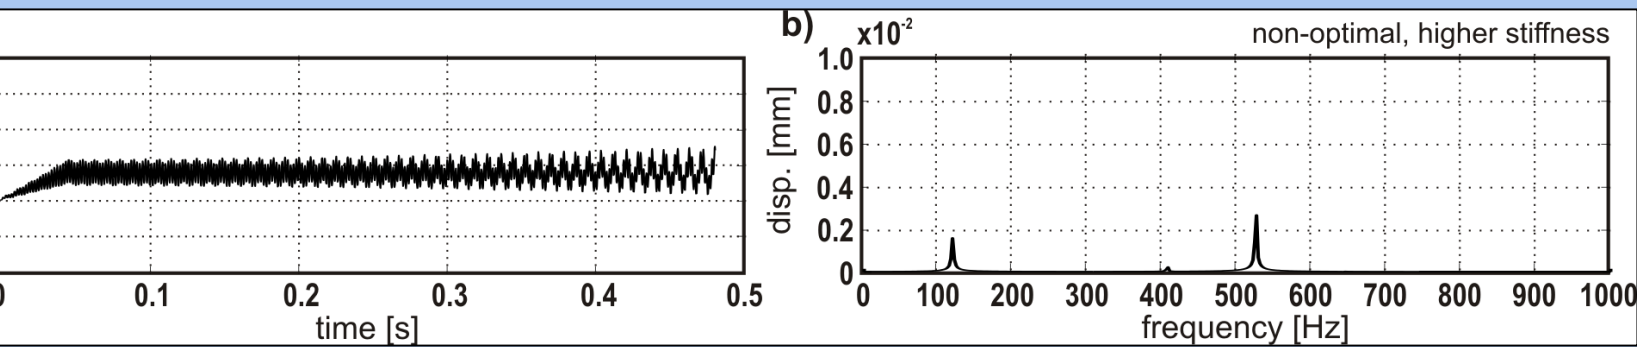 b)
x10-2
non-optimal, higher stiffness
1.0
0.8
0.6
0.4
0.2
0
disp. [mm]
0 0.1 0.2 0.3 0.4 0.5
time [s]
0 100 200 300 400 500 600 700 800 900 1000
frequency [Hz]